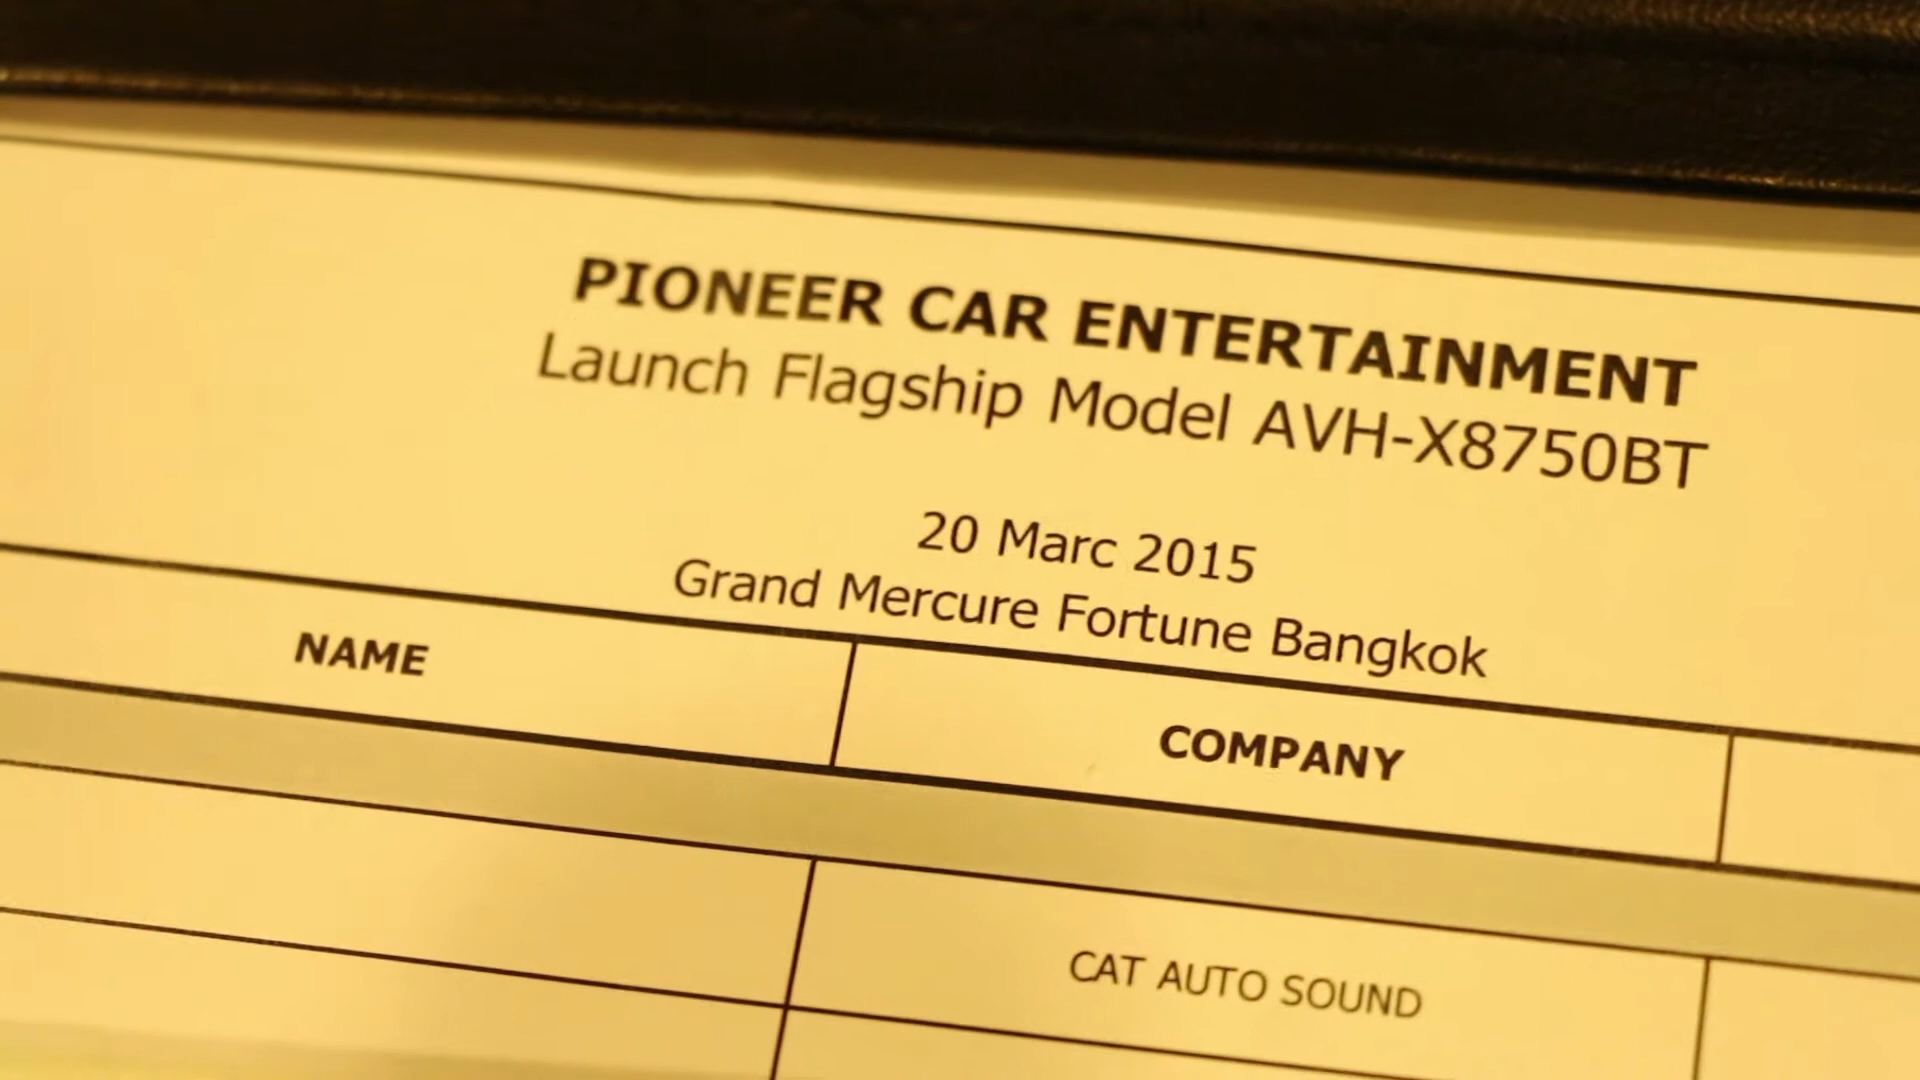 PIONEER CAR ENTERTAINMENT
Launch Flagship Model AVH-X8750BT
20 Marc 2015
Grand Mercure Fortune Bangkok
NAME
COMPANY
CAT AUTO SOUND